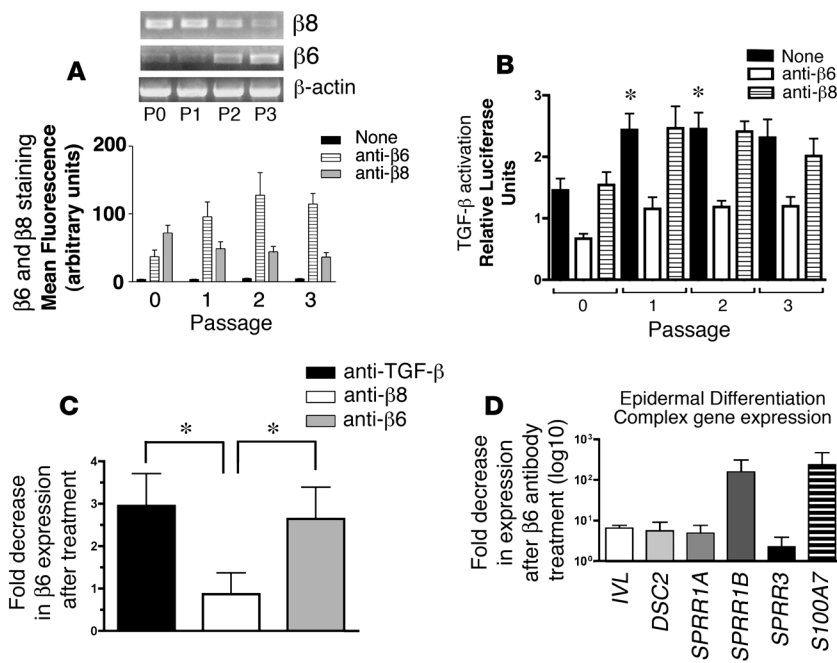 A
β8
β6
β-actin
P0 P1 P2 P3
None
anti-β6
anti-β8
200
100
0
β6 and β8 staining
Mean Fluorescence
(arbitrary units)
0 1 2 3
Passage
B
None
anti-β6
anti-β8
3
2
1
0
TGF-β activation
Relative Luciferase
Units
* *
0 1 2 3
Passage
C
anti-TGF-β
anti-β8
anti-β6
* *
4
3
2
1
0
Fold decrease
in β6 expression
after treatment
D
Epidermal Differentiation
Complex gene expression
10³
10²
10¹
10⁰
Fold decrease
in expression
after β6 antibody
treatment (log10)
IVL
DSC2
SPRR1A
SPRR1B
SPRR3
S100A7